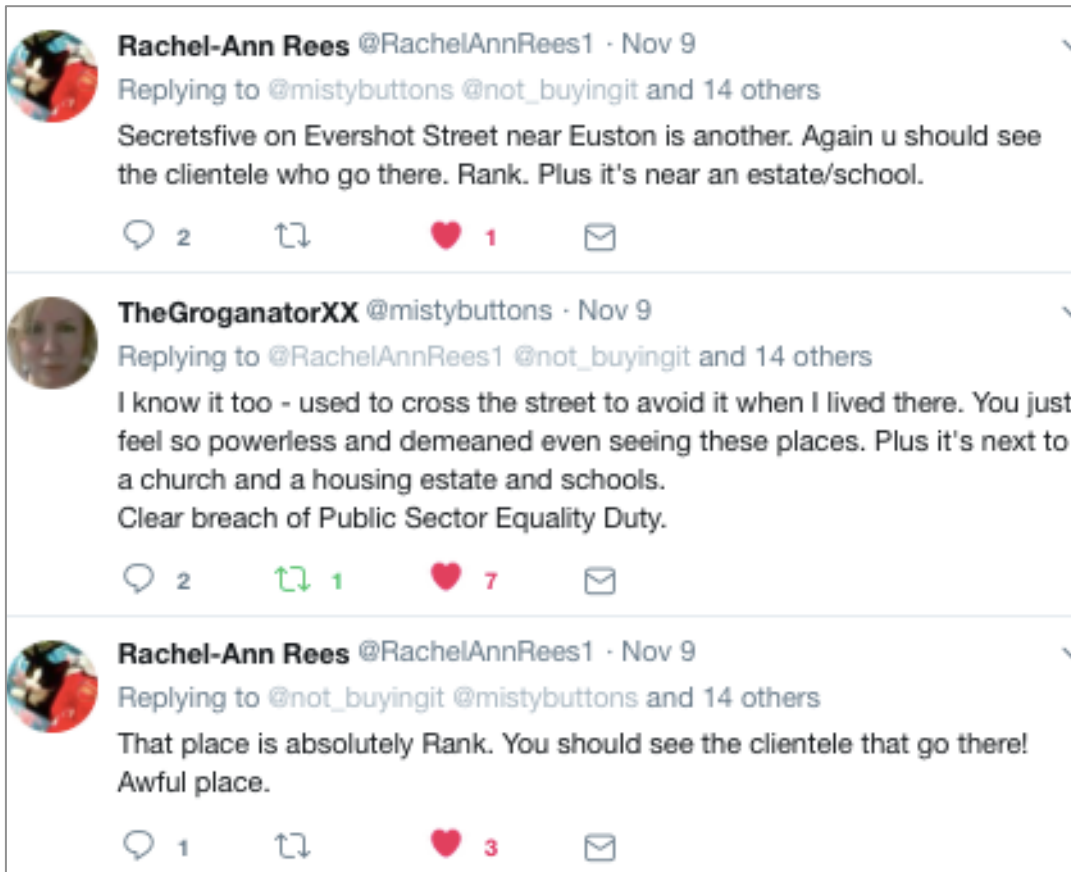 Rachel-Ann Rees @RachelAnnRees1 · Nov 9
Replying to @mistybuttons @not_buyingit and 14 others
Secretsfive on Evershot Street near Euston is another. Again u should see
the clientele who go there. Rank. Plus it's near an estate/school.
2 1
TheGroganatorXX @mistybuttons · Nov 9
Replying to @RachelAnnRees1 @not_buyingit and 14 others
I know it too - used to cross the street to avoid it when I lived there. You just
feel so powerless and demeaned even seeing these places. Plus it's next to
a church and a housing estate and schools.
Clear breach of Public Sector Equality Duty.
2 1 7
Rachel-Ann Rees @RachelAnnRees1 · Nov 9
Replying to @not_buyingit @mistybuttons and 14 others
That place is absolutely Rank. You should see the clientele that go there!
Awful place.
1 3